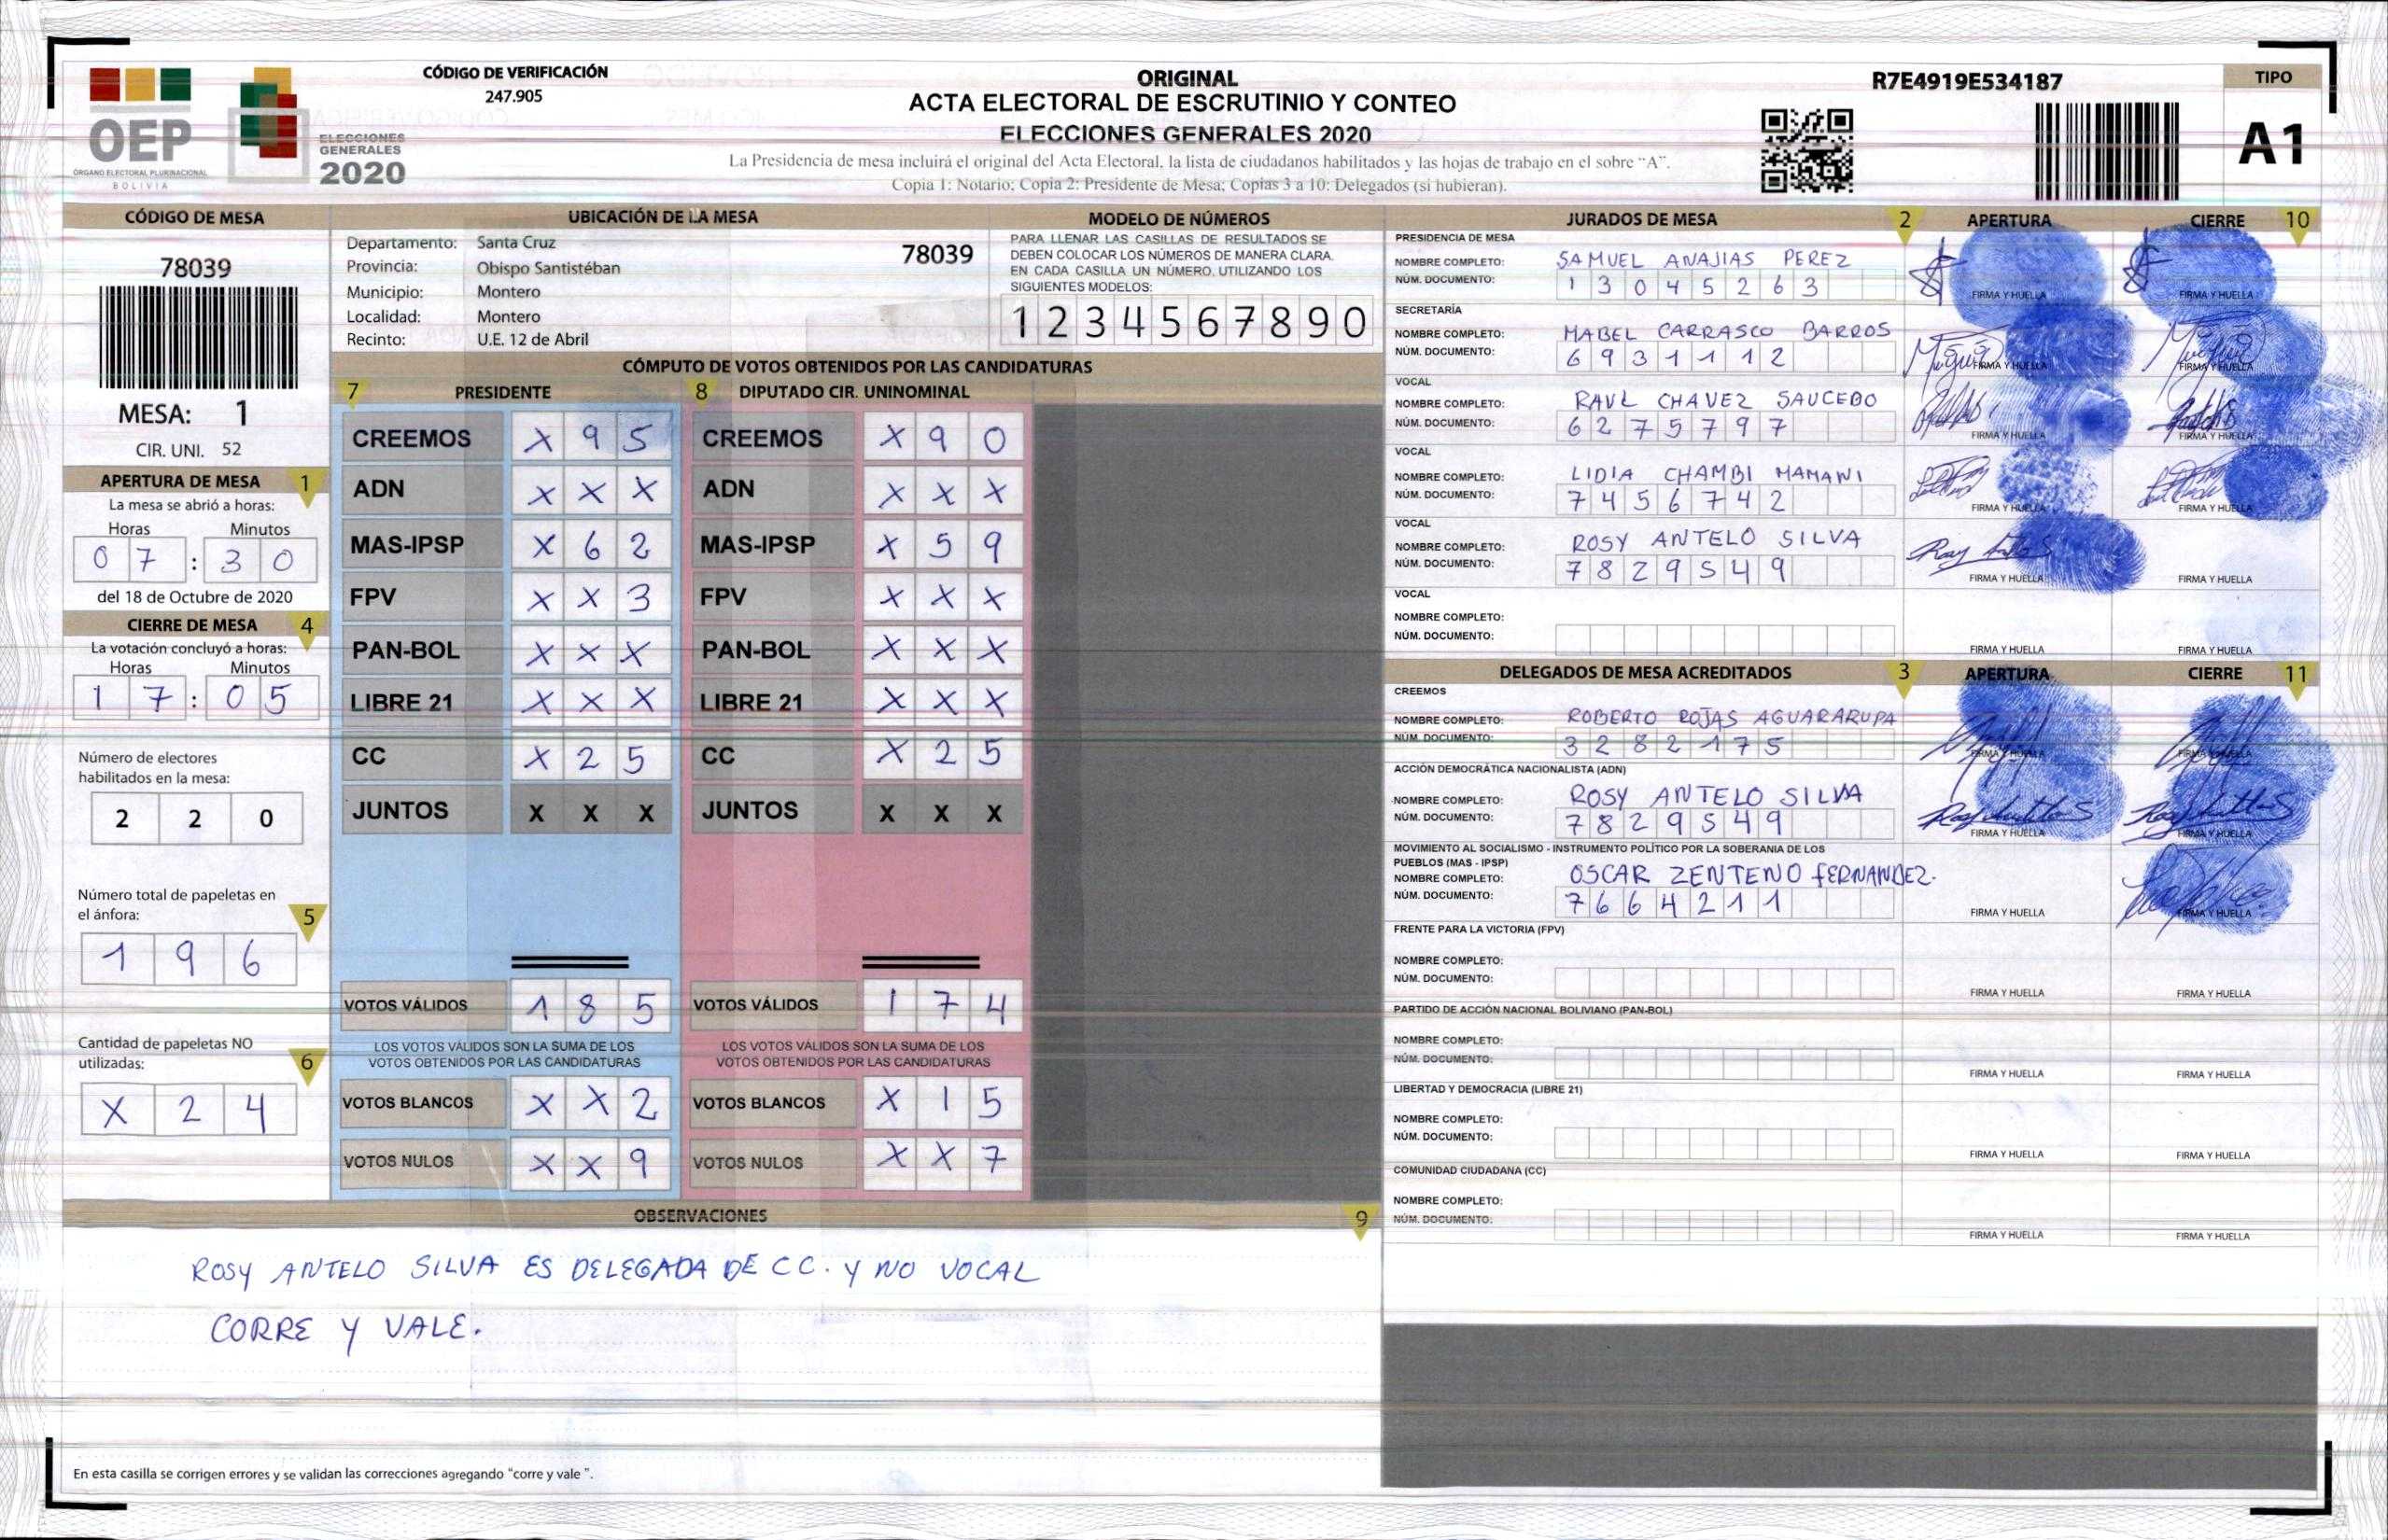 CÓDIGO DE VERIFICACIÓN
247.905
OEP
ORGANO ELECTORAL PLURINACIONAL
BOLIVIA
ELECCIONES
GENERALES
2020
ORIGINAL
ACTA ELECTORAL DE ESCRUTINIO Y CONTEO
ELECCIONES GENERALES 2020
La Presidencia de mesa incluirá el original del Acta Electoral, la lista de ciudadanos habilitados y las hojas de trabajo en el sobre "A".
Copia 1: Notario; Copia 2: Presidente de Mesa; Copias 3 a 10: Delegados (si hubieran).
R7E4919E534187
TIPO
A1
CÓDIGO DE MESA
78039
MESA: 1
CIR. UNI. 52
APERTURA DE MESA 1
La mesa se abrió a horas:
Horas Minutos
0 7 : 3 0
del 18 de Octubre de 2020
CIERRE DE MESA 4
La votación concluyó a horas:
Horas Minutos
1 7 : 0 5
Número de electores
habilitados en la mesa:
2 2 0
Número total de papeletas en
el ánfora: 5
1 9 6
Cantidad de papeletas NO
utilizadas: 6
X 2 4
UBICACIÓN DE LA MESA
Departamento: Santa Cruz
78039
Provincia: Obispo Santistéban
Municipio: Montero
Localidad: Montero
Recinto: U.E. 12 de Abril
MODELO DE NÚMEROS
PARA LLENAR LAS CASILLAS DE RESULTADOS SE
DEBEN COLOCAR LOS NÚMEROS DE MANERA CLARA.
EN CADA CASILLA UN NÚMERO, UTILIZANDO LOS
SIGUIENTES MODELOS:
1 2 3 4 5 6 7 8 9 0
CÓMPUTO DE VOTOS OBTENIDOS POR LAS CANDIDATURAS
7 PRESIDENTE 8 DIPUTADO CIR. UNINOMINAL
CREEMOS X 9 5 CREEMOS X 9 0
ADN X X X ADN X X X
MAS-IPSP X 6 2 MAS-IPSP X 5 9
FPV X X 3 FPV X X X
PAN-BOL X X X PAN-BOL X X X
LIBRE 21 X X X LIBRE 21 X X X
CC X 2 5 CC X 2 5
JUNTOS X X X JUNTOS X X X
VOTOS VÁLIDOS 1 8 5 VOTOS VÁLIDOS 1 7 4
LOS VOTOS VÁLIDOS SON LA SUMA DE LOS LOS VOTOS VÁLIDOS SON LA SUMA DE LOS
VOTOS OBTENIDOS POR LAS CANDIDATURAS VOTOS OBTENIDOS POR LAS CANDIDATURAS
VOTOS BLANCOS X X 2 VOTOS BLANCOS X 1 5
VOTOS NULOS X X 9 VOTOS NULOS X X 7
OBSERVACIONES 9
ROSY ANTELO SILVA ES DELEGADA DE CC. Y NO VOCAL
CORRE Y VALE.
En esta casilla se corrigen errores y se validan las correcciones agregando "corre y vale ".
JURADOS DE MESA 2 APERTURA CIERRE 10
PRESIDENCIA DE MESA
NOMBRE COMPLETO: SAMUEL ANAJIAS PEREZ
NÚM. DOCUMENTO: 1 3 0 4 5 2 6 3
FIRMA Y HUELLA FIRMA Y HUELLA
SECRETARÍA
NOMBRE COMPLETO: MABEL CARRASCO BARROS
NÚM. DOCUMENTO: 6 9 3 1 1 1 2
FIRMA Y HUELLA FIRMA Y HUELLA
VOCAL
NOMBRE COMPLETO: RAUL CHAVEZ SAUCEDO
NÚM. DOCUMENTO: 6 2 7 5 7 9 7
FIRMA Y HUELLA FIRMA Y HUELLA
VOCAL
NOMBRE COMPLETO: LIDIA CHAMBI MAMANI
NÚM. DOCUMENTO: 7 4 5 6 7 4 2
FIRMA Y HUELLA FIRMA Y HUELLA
VOCAL
NOMBRE COMPLETO: ROSY ANTELO SILVA
NÚM. DOCUMENTO: 7 8 2 9 5 4 9
FIRMA Y HUELLA FIRMA Y HUELLA
VOCAL
NOMBRE COMPLETO:
NÚM. DOCUMENTO:
FIRMA Y HUELLA FIRMA Y HUELLA
DELEGADOS DE MESA ACREDITADOS 3 APERTURA CIERRE 11
CREEMOS
NOMBRE COMPLETO: ROBERTO ROJAS AGUARARUPA
NÚM. DOCUMENTO: 3 2 8 2 1 7 5
FIRMA Y HUELLA FIRMA Y HUELLA
ACCIÓN DEMOCRÁTICA NACIONALISTA (ADN)
NOMBRE COMPLETO: ROSY ANTELO SILVA
NÚM. DOCUMENTO: 7 8 2 9 5 4 9
FIRMA Y HUELLA FIRMA Y HUELLA
MOVIMIENTO AL SOCIALISMO - INSTRUMENTO POLÍTICO POR LA SOBERANIA DE LOS
PUEBLOS (MAS - IPSP)
NOMBRE COMPLETO: OSCAR ZENTENO FERNANDEZ.
NÚM. DOCUMENTO: 7 6 6 4 2 1 1
FIRMA Y HUELLA FIRMA Y HUELLA
FRENTE PARA LA VICTORIA (FPV)
NOMBRE COMPLETO:
NÚM. DOCUMENTO:
FIRMA Y HUELLA FIRMA Y HUELLA
PARTIDO DE ACCIÓN NACIONAL BOLIVIANO (PAN-BOL)
NOMBRE COMPLETO:
NÚM. DOCUMENTO:
FIRMA Y HUELLA FIRMA Y HUELLA
LIBERTAD Y DEMOCRACIA (LIBRE 21)
NOMBRE COMPLETO:
NÚM. DOCUMENTO:
FIRMA Y HUELLA FIRMA Y HUELLA
COMUNIDAD CIUDADANA (CC)
NOMBRE COMPLETO:
NÚM. DOCUMENTO:
FIRMA Y HUELLA FIRMA Y HUELLA